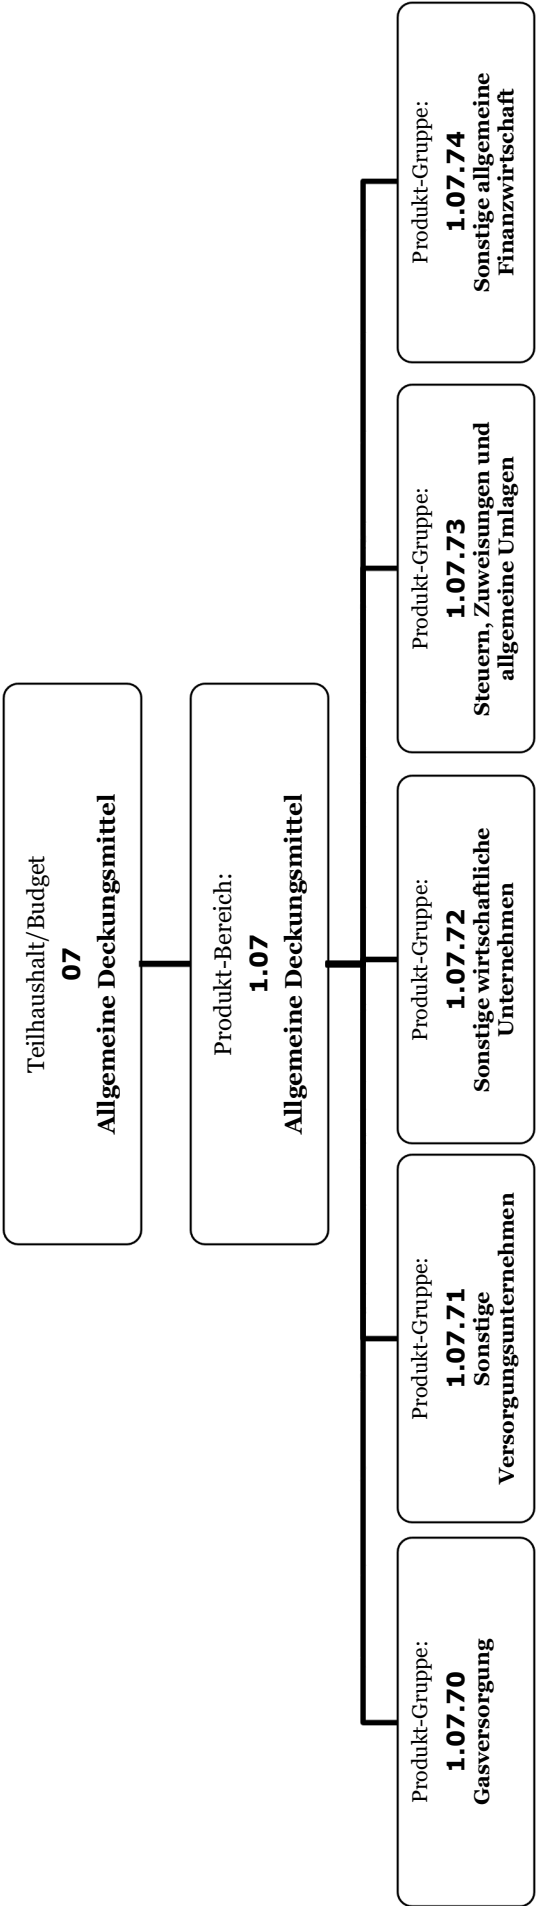 Teilhaushalt/Budget
07
Allgemeine Deckungsmittel
Produkt-Bereich:
1.07
Allgemeine Deckungsmittel
Produkt-Gruppe:
1.07.70
Gasversorgung
Produkt-Gruppe:
1.07.71
Sonstige
Versorgungsunternehmen
Produkt-Gruppe:
1.07.72
Sonstige wirtschaftliche
Unternehmen
Produkt-Gruppe:
1.07.73
Steuern, Zuweisungen und
allgemeine Umlagen
Produkt-Gruppe:
1.07.74
Sonstige allgemeine
Finanzwirtschaft